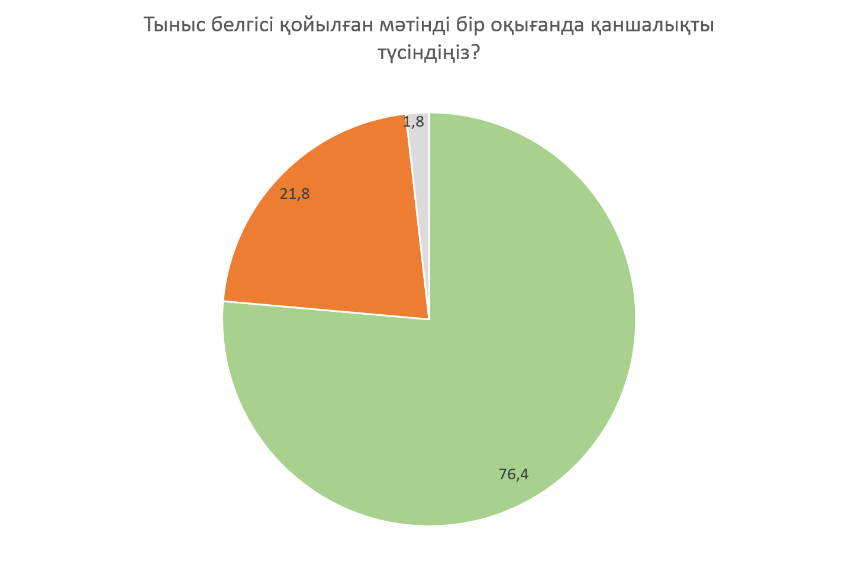 Тыныс белгісі қойылған мәтінді бір оқығанда қаншалықты
түсіндіңіз?
1,8
21,8
76,4